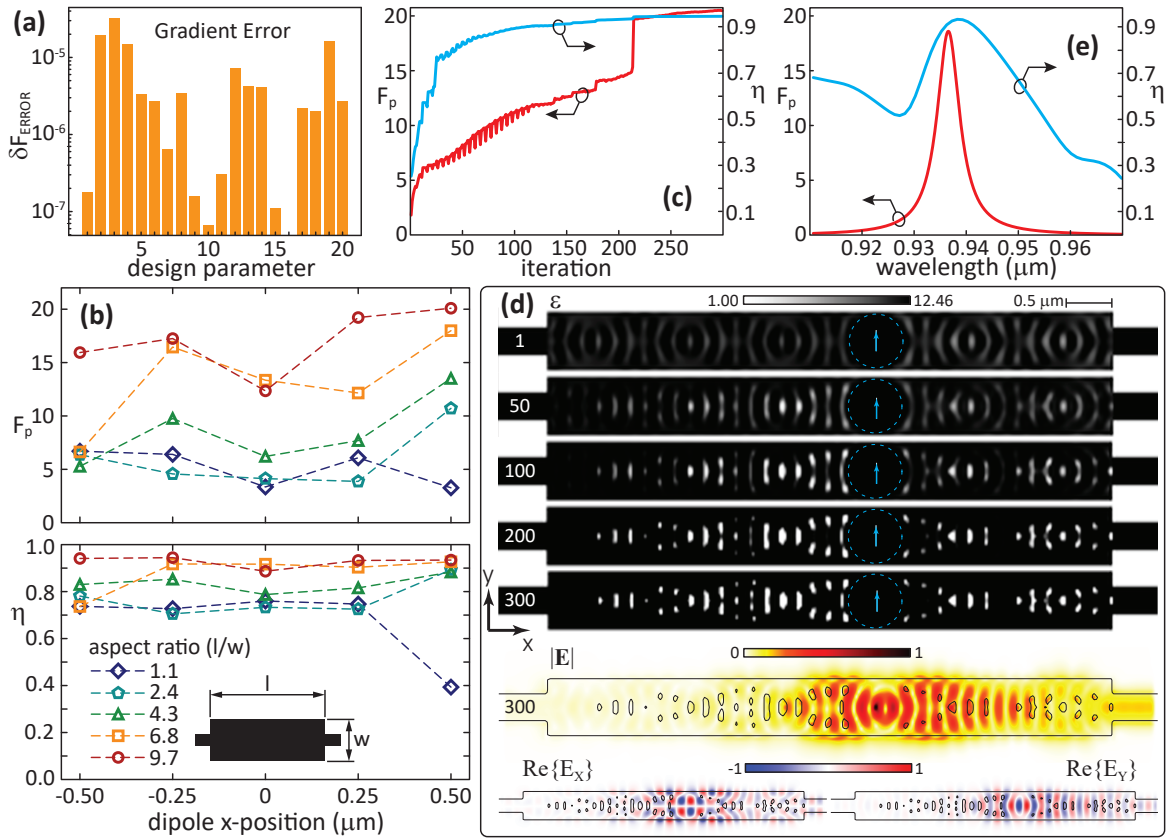 (a)
Gradient Error
δF_ERROR
10⁻⁵
10⁻⁶
10⁻⁷
5 10 15 20
design parameter
(c)
F_p
20
15
10
5
0
η
0.9
0.7
0.5
0.3
0.1
50 100 150 200 250
iteration
(e)
F_p
20
15
10
5
0
η
0.9
0.7
0.5
0.3
0.1
0.92 0.93 0.94 0.95 0.96
wavelength (μm)
(b)
F_p
20
15
10
5
0
η
1.0
0.8
0.6
0.4
0.2
0.0
aspect ratio (l/w)
1.1
2.4
4.3
6.8
9.7
l
w
-0.50 -0.25 0 0.25 0.50
dipole x-position (μm)
(d)
ε
1.00 12.46
0.5 μm
1
50
100
200
300
y
x
|E|
0 1
300
Re{E_X}
-1 1
Re{E_Y}